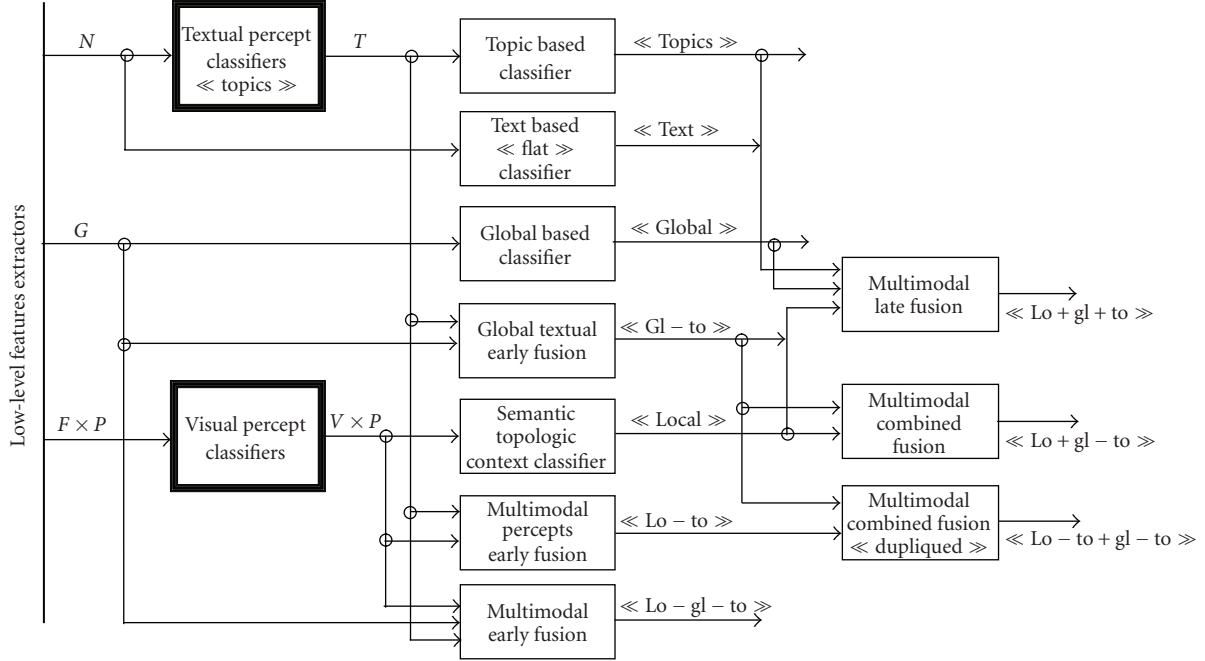 Low-level features extractors
N
Textual percept
classifiers
≪ topics ≫
T
Topic based
classifier
≪ Topics ≫
Text based
≪ flat ≫
classifier
≪ Text ≫
G
Global based
classifier
≪ Global ≫
Multimodal
late fusion
≪ Lo + gl + to ≫
Global textual
early fusion
≪ Gl − to ≫
F × P
Visual percept
classifiers
V × P
Semantic
topologic
context classifier
≪ Local ≫
Multimodal
combined
fusion
≪ Lo + gl − to ≫
Multimodal
percepts
early fusion
≪ Lo − to ≫
Multimodal
combined fusion
≪ dupliqued ≫
≪ Lo − to + gl − to ≫
Multimodal
early fusion
≪ Lo − gl − to ≫